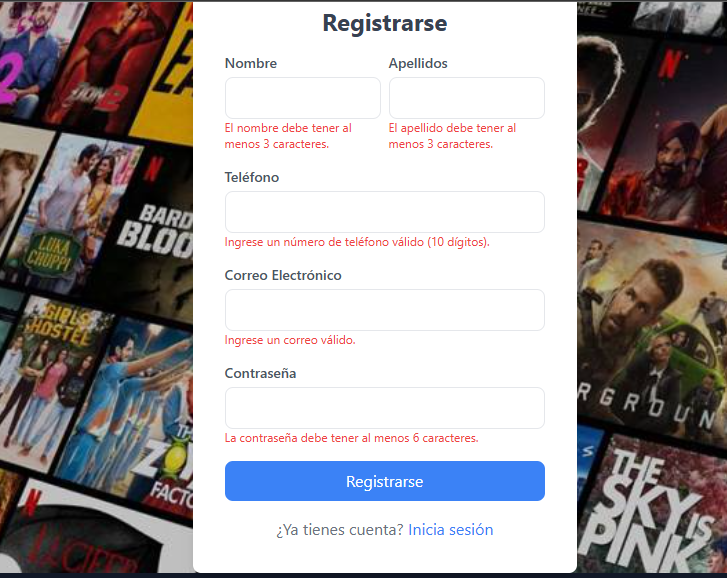 Registrarse
Nombre
Apellidos
El nombre debe tener al
menos 3 caracteres.
El apellido debe tener al
menos 3 caracteres.
Teléfono
Ingrese un número de teléfono válido (10 dígitos).
Correo Electrónico
Ingrese un correo válido.
Contraseña
La contraseña debe tener al menos 6 caracteres.
Registrarse
¿Ya tienes cuenta? Inicia sesión
2
N
LUKA
CHUPPI
BARD
BLOO
GIRLS
HOSTEL
THE
ZOYA
FACTO
N
N
RGROUN
THE
SKY IS
PINK